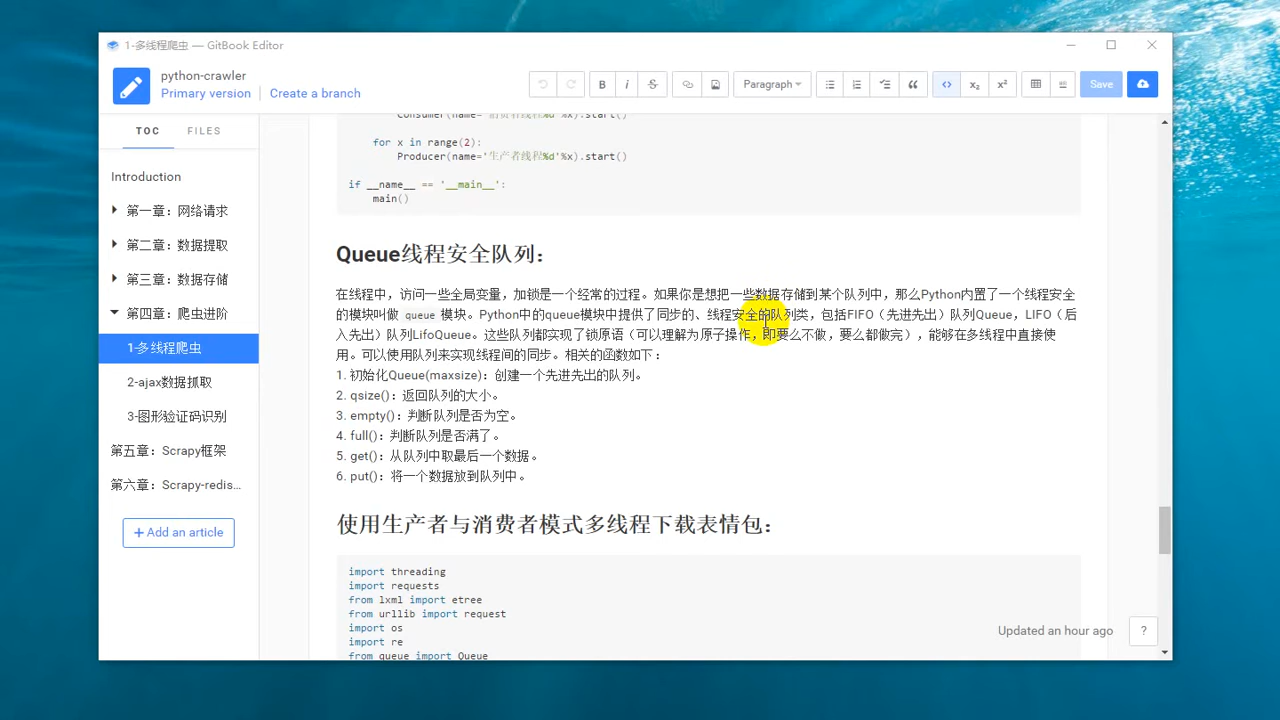 1-多线程爬虫 — GitBook Editor
python-crawler
Primary version
Create a branch
B i S
Paragraph
Save
TOC
FILES
Introduction
第一章：网络请求
第二章：数据提取
第三章：数据存储
第四章：爬虫进阶
1-多线程爬虫
2-ajax数据抓取
3-图形验证码识别
第五章：Scrapy框架
第六章：Scrapy-redis...
+ Add an article
Consumer(name='消费者线程%d'%x).start()
for x in range(2):
Producer(name='生产者线程%d'%x).start()
if __name__ == '__main__':
main()
Queue线程安全队列：
在线程中，访问一些全局变量，加锁是一个经常的过程。如果你是想把一些数据存储到某个队列中，那么Python内置了一个线程安全
的模块叫做 queue 模块。Python中的queue模块中提供了同步的、线程安全的队列类，包括FIFO（先进先出）队列Queue，LIFO（后
入先出）队列LifoQueue。这些队列都实现了锁原语（可以理解为原子操作，即要么不做，要么都做完），能够在多线程中直接使
用。可以使用队列来实现线程间的同步。相关的函数如下：
1. 初始化Queue(maxsize)：创建一个先进先出的队列。
2. qsize()：返回队列的大小。
3. empty()：判断队列是否为空。
4. full()：判断队列是否满了。
5. get()：从队列中取最后一个数据。
6. put()：将一个数据放到队列中。
使用生产者与消费者模式多线程下载表情包：
import threading
import requests
from lxml import etree
from urllib import request
import os
import re
from queue import Queue
Updated an hour ago
?